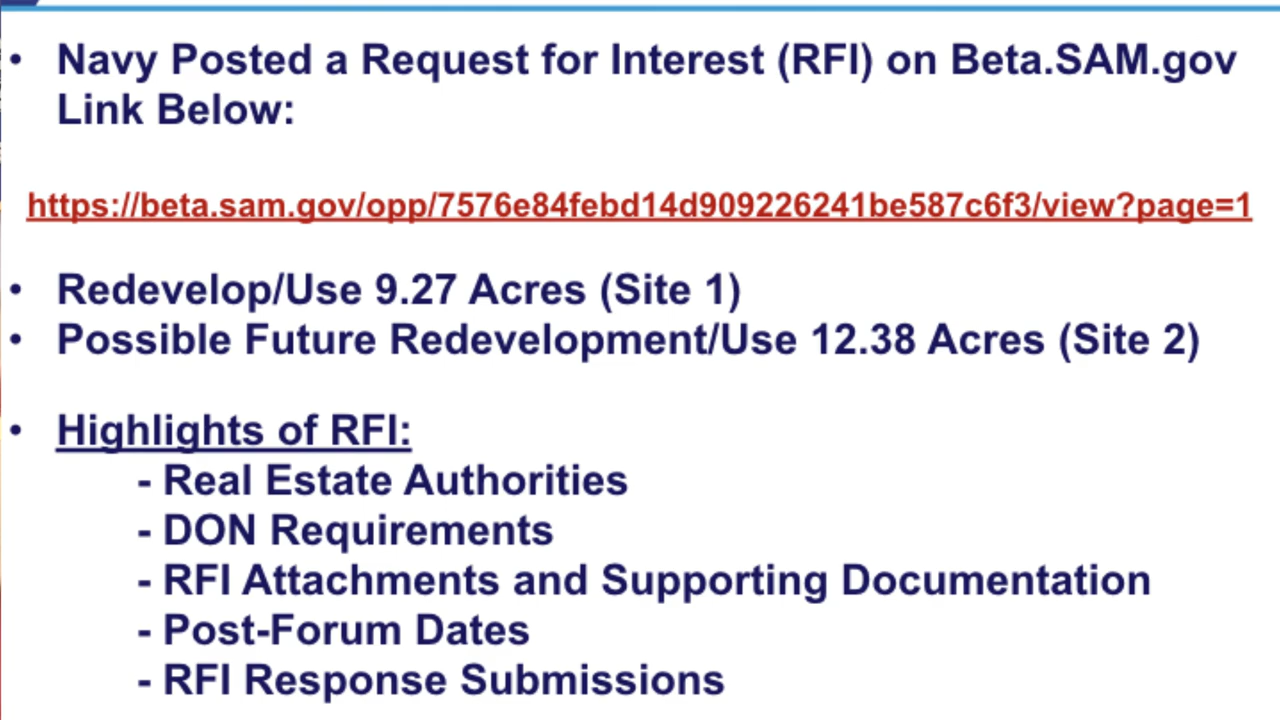 • Navy Posted a Request for Interest (RFI) on Beta.SAM.gov
Link Below:
https://beta.sam.gov/opp/7576e84febd14d909226241be587c6f3/view?page=1
• Redevelop/Use 9.27 Acres (Site 1)
• Possible Future Redevelopment/Use 12.38 Acres (Site 2)
• Highlights of RFI:
- Real Estate Authorities
- DON Requirements
- RFI Attachments and Supporting Documentation
- Post-Forum Dates
- RFI Response Submissions